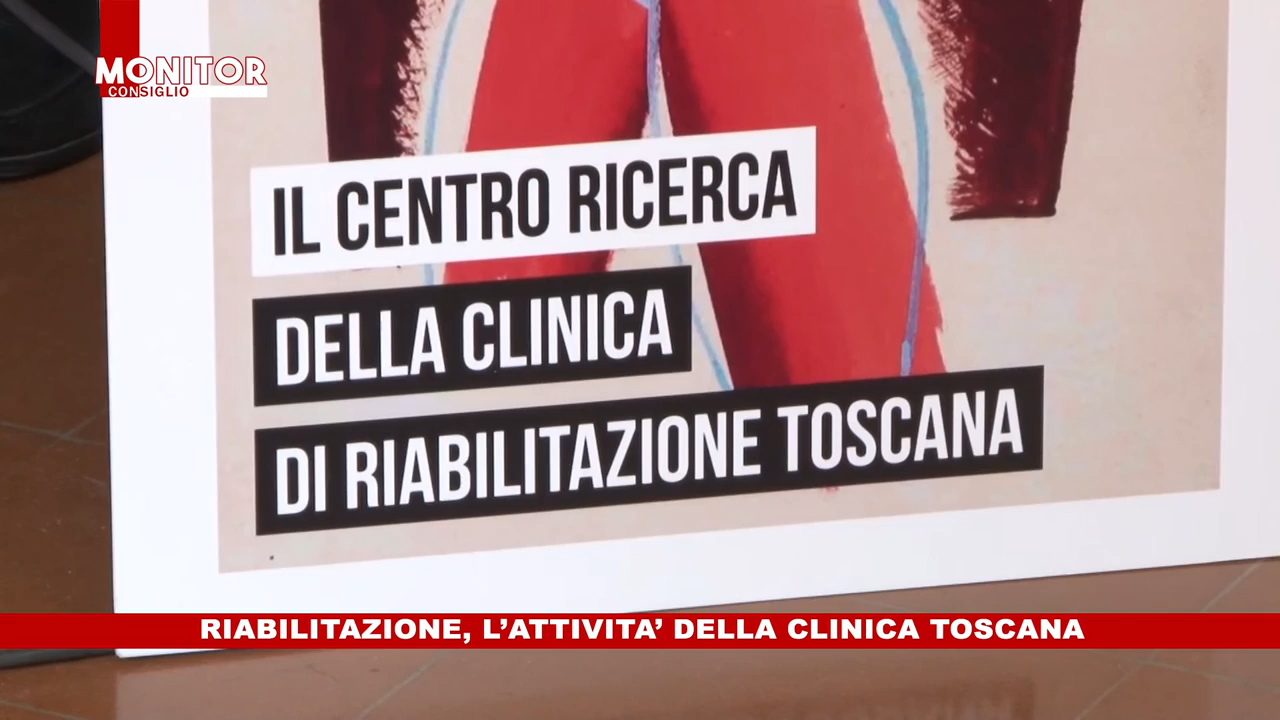 MONITOR
CONSIGLIO
IL CENTRO RICERCA
DELLA CLINICA
DI RIABILITAZIONE TOSCANA
RIABILITAZIONE, L'ATTIVITA' DELLA CLINICA TOSCANA